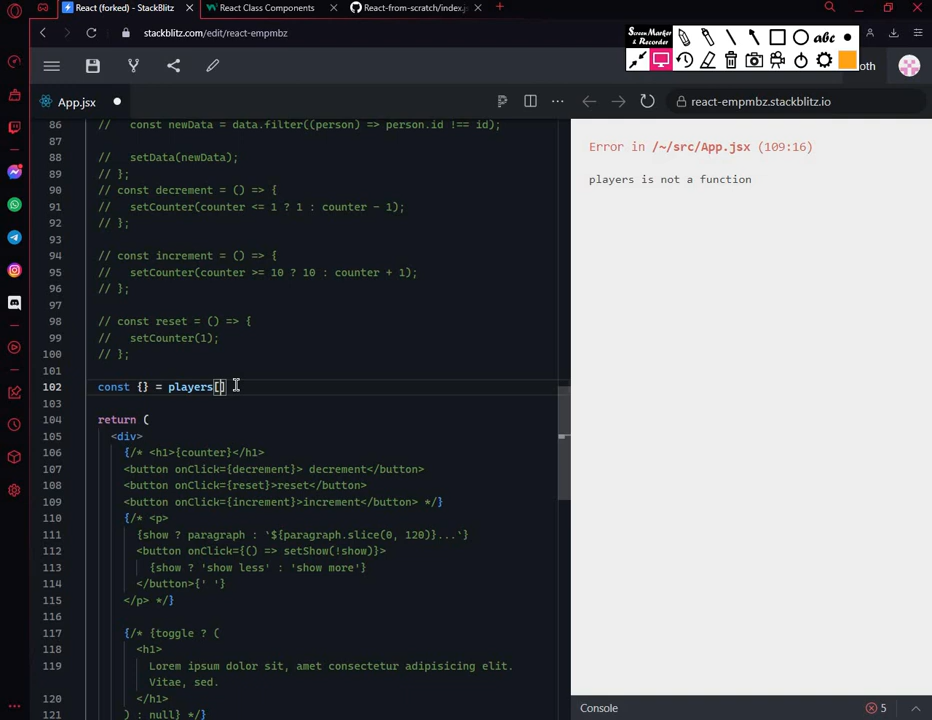 React (forked) - StackBlitz
React Class Components
React-from-scratch/index.js
stackblitz.com/edit/react-empmbz
Screen Marker
& Recorder
abc
oth
App.jsx
react-empmbz.stackblitz.io
86 // const newData = data.filter((person) => person.id !== id);
87
88 // setData(newData);
89 // };
90 // const decrement = () => {
91 // setCounter(counter <= 1 ? 1 : counter - 1);
92 // };
93
94 // const increment = () => {
95 // setCounter(counter >= 10 ? 10 : counter + 1);
96 // };
97
98 // const reset = () => {
99 // setCounter(1);
100 // };
101
102 const {} = players[]
103
104 return (
105 <div>
106 {/* <h1>{counter}</h1>
107 <button onClick={decrement}> decrement</button>
108 <button onClick={reset}>reset</button>
109 <button onClick={increment}>increment</button> */}
110 {/* <p>
111 {show ? paragraph : `${paragraph.slice(0, 120)}...`}
112 <button onClick={() => setShow(!show)}>
113 {show ? 'show less' : 'show more'}
114 </button>{' '}
115 </p> */}
116
117 {/* {toggle ? (
118 <h1>
119 Lorem ipsum dolor sit, amet consectetur adipisicing elit.
Vitae, sed.
120 </h1>
121 ) : null} */}
Error in /~/src/App.jsx (109:16)
players is not a function
Console
5